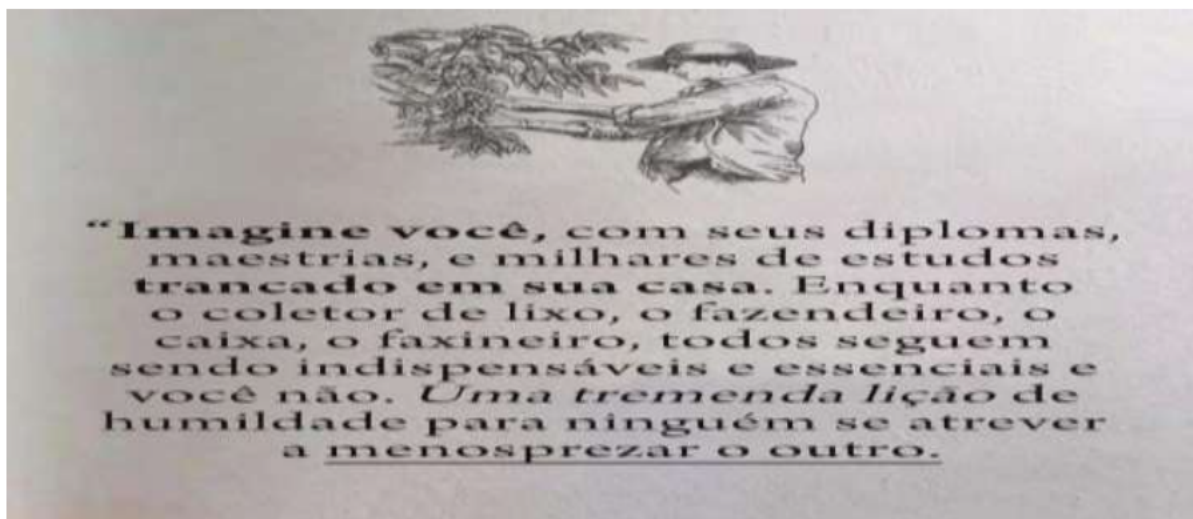 “Imagine você, com seus diplomas,
maestrias, e milhares de estudos
trancado em sua casa. Enquanto
o coletor de lixo, o fazendeiro, o
caixa, o faxineiro, todos seguem
sendo indispensáveis e essenciais e
você não. Uma tremenda lição de
humildade para ninguém se atrever
a menosprezar o outro.